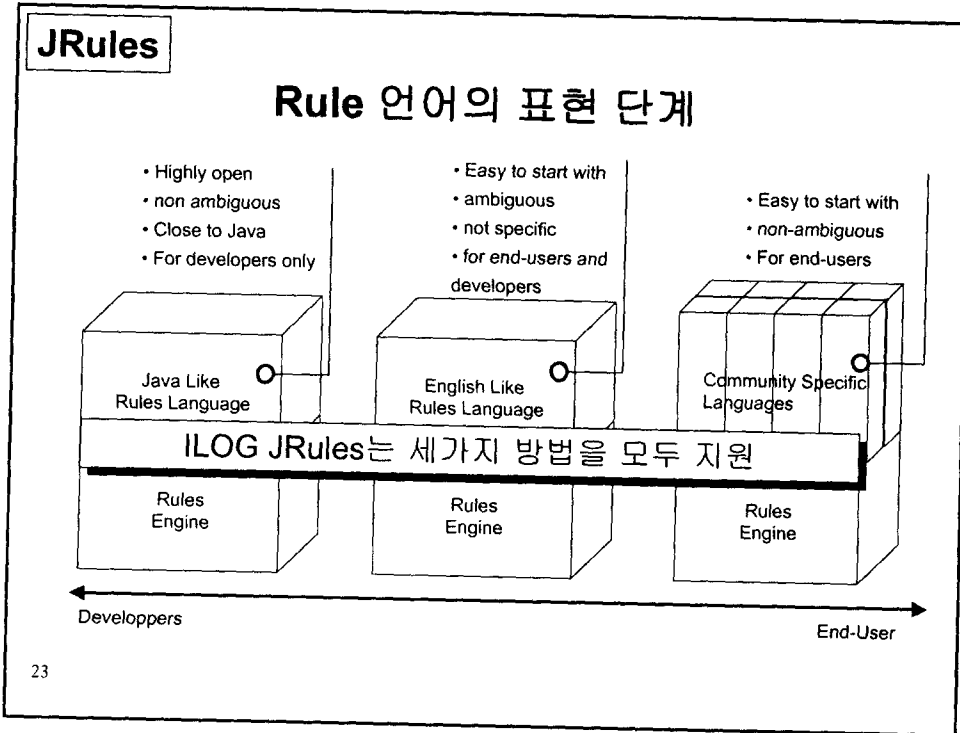 JRules
Rule 언어의 표현 단계
• Highly open
• non ambiguous
• Close to Java
• For developers only
• Easy to start with
• ambiguous
• not specific
• for end-users and
developers
• Easy to start with
• non-ambiguous
• For end-users
Java Like
Rules Language
English Like
Rules Language
Community Specific
Languages
ILOG JRules는 세가지 방법을 모두 지원
Rules
Engine
Rules
Engine
Rules
Engine
Developpers
End-User
23